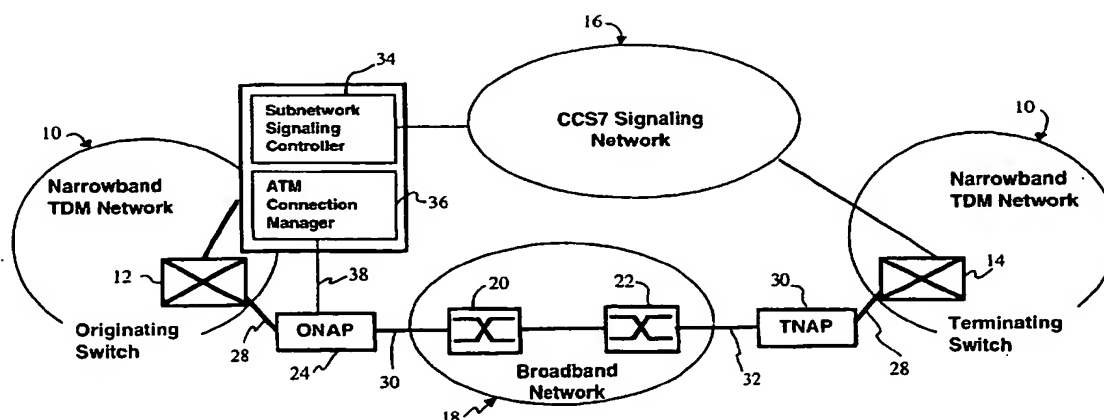 16
34
10
Subnetwork
Signaling
Controller
CCS7 Signaling
Network
10
Narrowband
TDM Network
ATM
Connection
Manager
36
Narrowband
TDM Network
12
38
20
22
30
14
Originating
Switch
28
ONAP
24
30
Broadband
Network
18
32
TNAP
28
Terminating
Switch